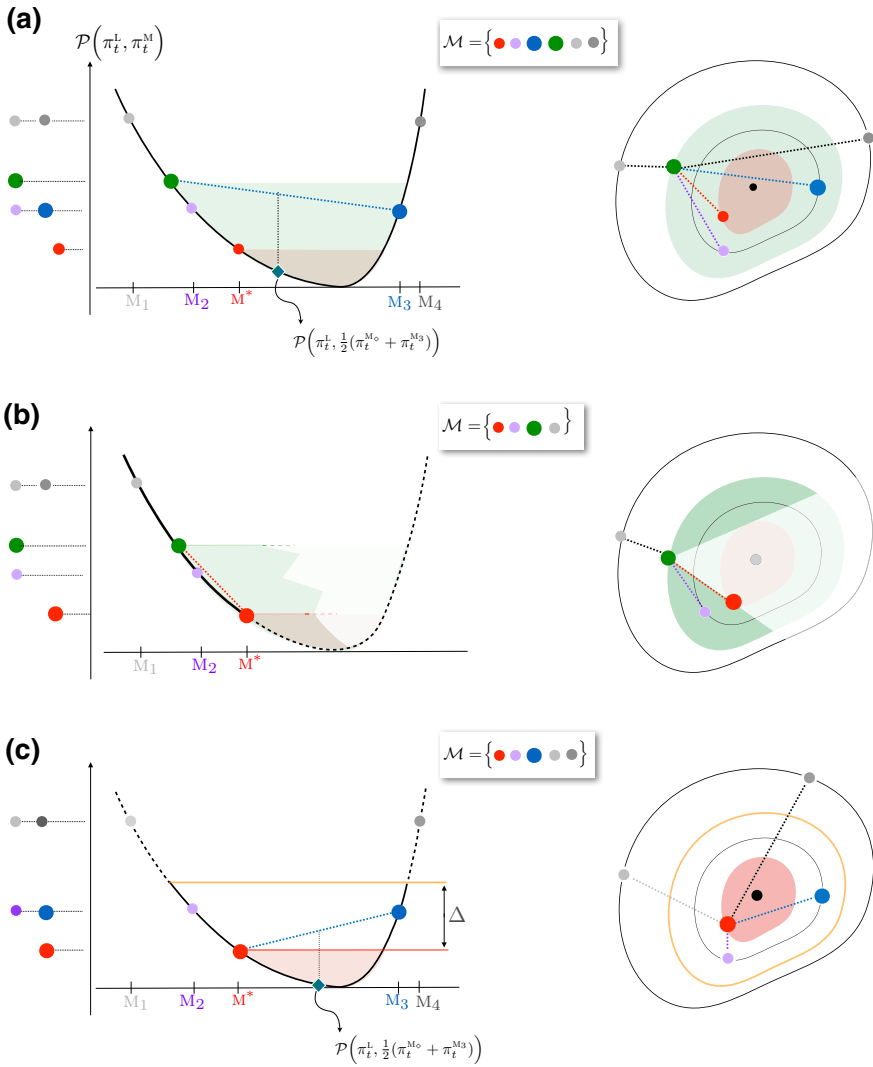 (a)
𝒫(π_t^L, π_t^M)
ℳ = { }
M₁ M₂ M* M₃ M₄
𝒫(π_t^L, ½(π_t^{M∘} + π_t^{M₃}))
(b)
ℳ = { }
M₁ M₂ M*
(c)
ℳ = { }
Δ
M₁ M₂ M* M₃ M₄
𝒫(π_t^L, ½(π_t^{M∘} + π_t^{M₃}))